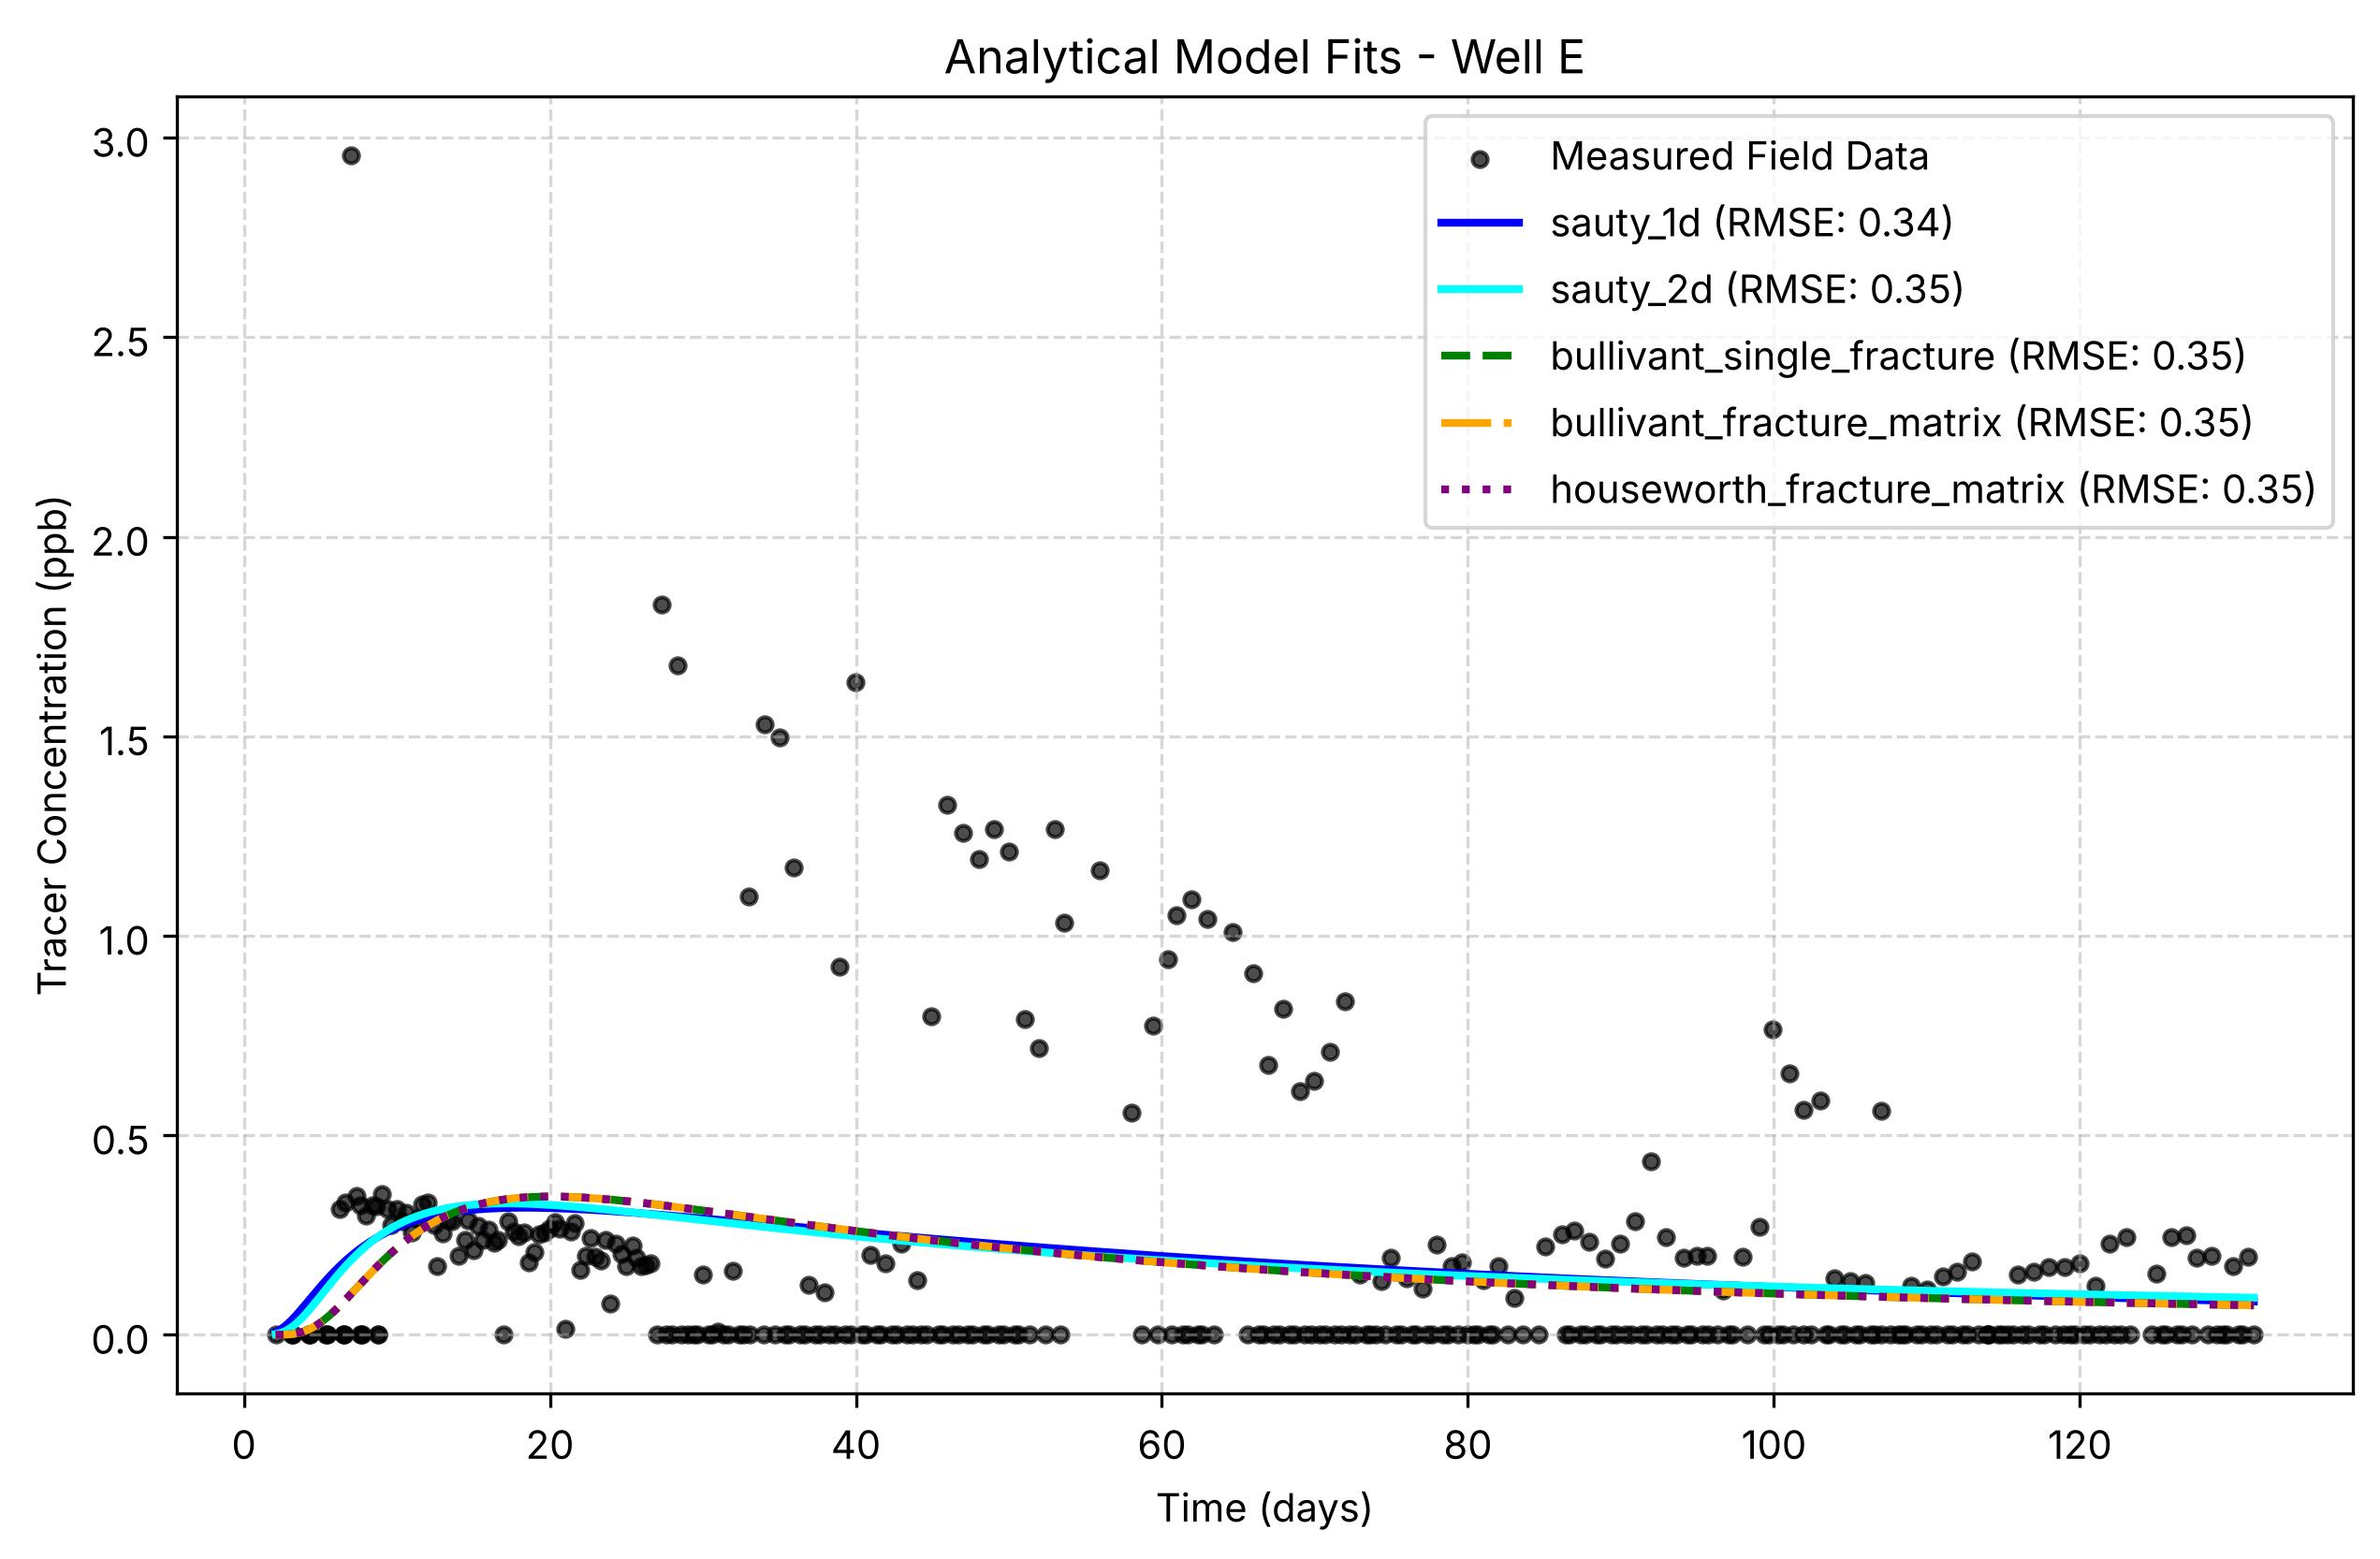 Analytical Model Fits - Well E
3.0
2.5
2.0
1.5
1.0
0.5
0.0
Tracer Concentration (ppb)
Measured Field Data
sauty_1d (RMSE: 0.34)
sauty_2d (RMSE: 0.35)
bullivant_single_fracture (RMSE: 0.35)
bullivant_fracture_matrix (RMSE: 0.35)
houseworth_fracture_matrix (RMSE: 0.35)
0 20 40 60 80 100 120
Time (days)